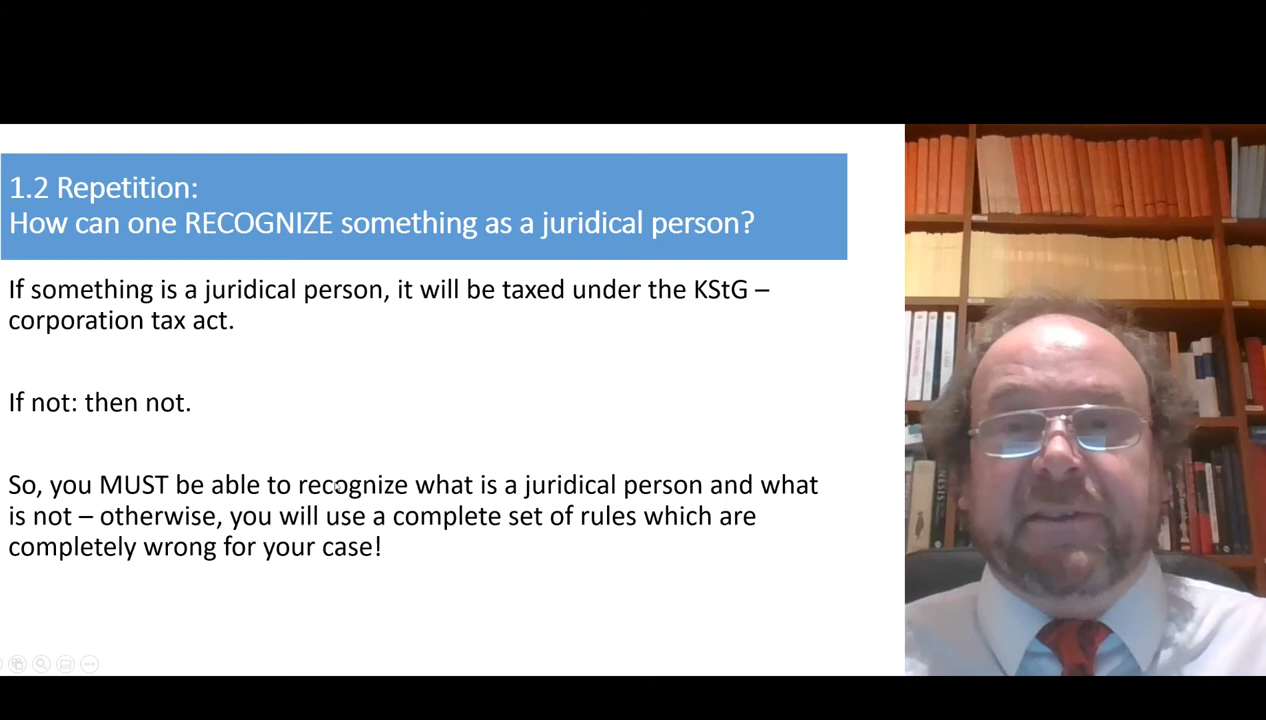 1.2 Repetition:
How can one RECOGNIZE something as a juridical person?
If something is a juridical person, it will be taxed under the KStG –
corporation tax act.
If not: then not.
So, you MUST be able to recognize what is a juridical person and what
is not – otherwise, you will use a complete set of rules which are
completely wrong for your case!